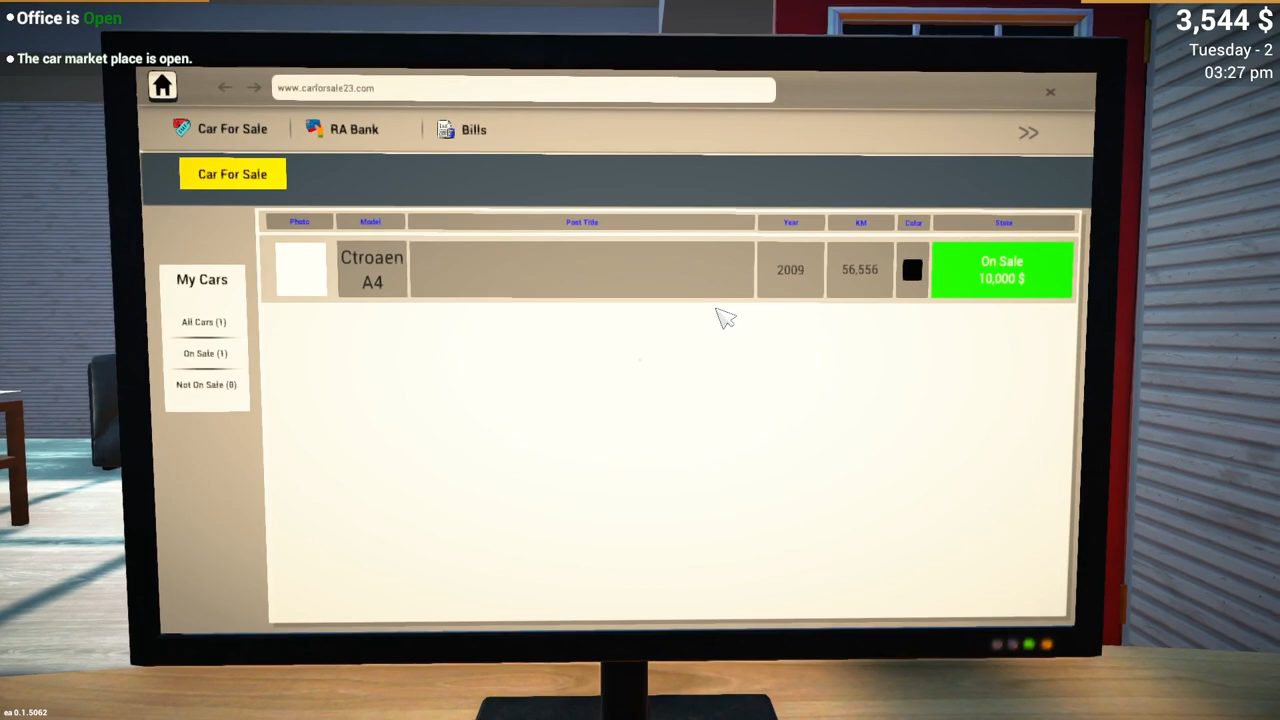 Office is Open
The car market place is open.
3,544 $
Tuesday - 2
03:27 pm
www.carforsale23.com
Car For Sale
RA Bank
Bills
>>
Car For Sale
Photo
Model
Post Title
Year
KM
Color
State
Ctroaen
A4
2009
56,556
On Sale
10,000 $
My Cars
All Cars (1)
On Sale (1)
Not On Sale (0)
ea 0.1.5062